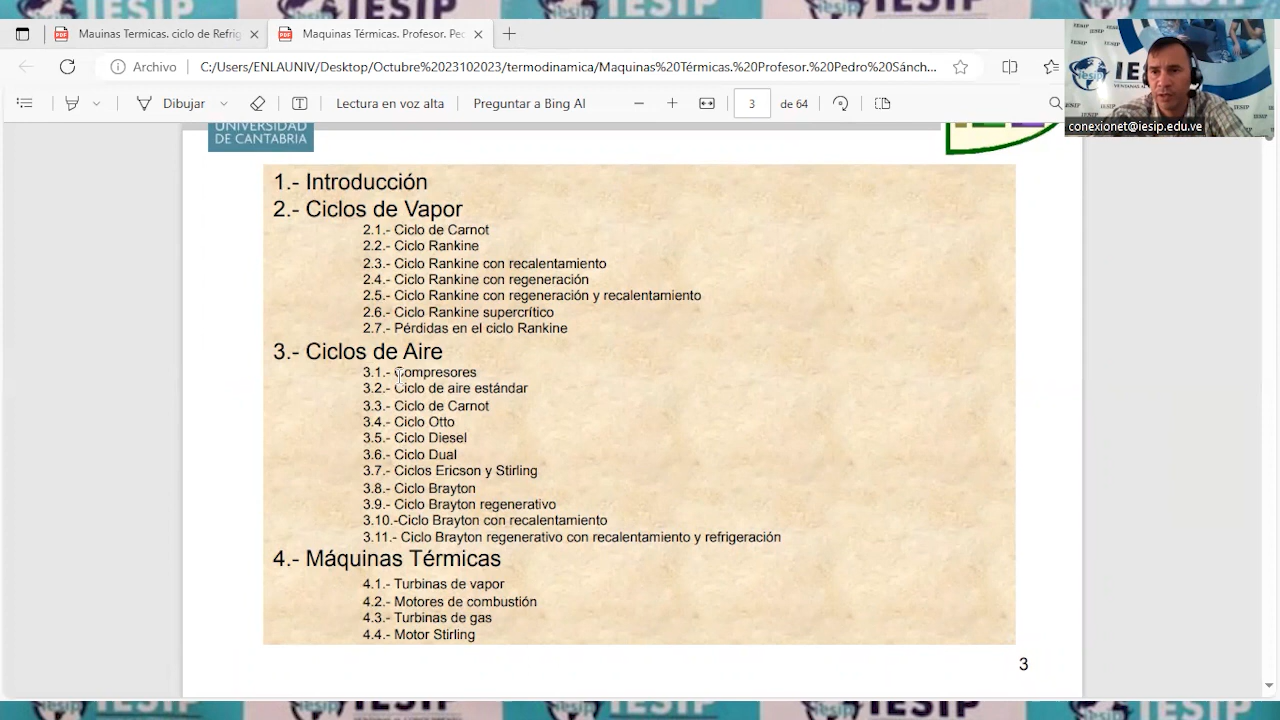 IESIP
Mauinas Termicas. ciclo de Refrig
Maquinas Térmicas. Profesor. Pec
Archivo
C:/Users/ENLAUNIV/Desktop/Octubre%20/25102023/termodinamica/Maquinas%20Térmicas.%20Profesor.%20Pedro%20Sánch...
Dibujar
Lectura en voz alta
Preguntar a Bing AI
3
de 64
conexionet@iesip.edu.ve
UNIVERSIDAD
DE CANTABRIA
1.- Introducción
2.- Ciclos de Vapor
2.1.- Ciclo de Carnot
2.2.- Ciclo Rankine
2.3.- Ciclo Rankine con recalentamiento
2.4.- Ciclo Rankine con regeneración
2.5.- Ciclo Rankine con regeneración y recalentamiento
2.6.- Ciclo Rankine supercrítico
2.7.- Pérdidas en el ciclo Rankine
3.- Ciclos de Aire
3.1.- Compresores
3.2.- Ciclo de aire estándar
3.3.- Ciclo de Carnot
3.4.- Ciclo Otto
3.5.- Ciclo Diesel
3.6.- Ciclo Dual
3.7.- Ciclos Ericson y Stirling
3.8.- Ciclo Brayton
3.9.- Ciclo Brayton regenerativo
3.10.-Ciclo Brayton con recalentamiento
3.11.- Ciclo Brayton regenerativo con recalentamiento y refrigeración
4.- Máquinas Térmicas
4.1.- Turbinas de vapor
4.2.- Motores de combustión
4.3.- Turbinas de gas
4.4.- Motor Stirling
3
IESIP